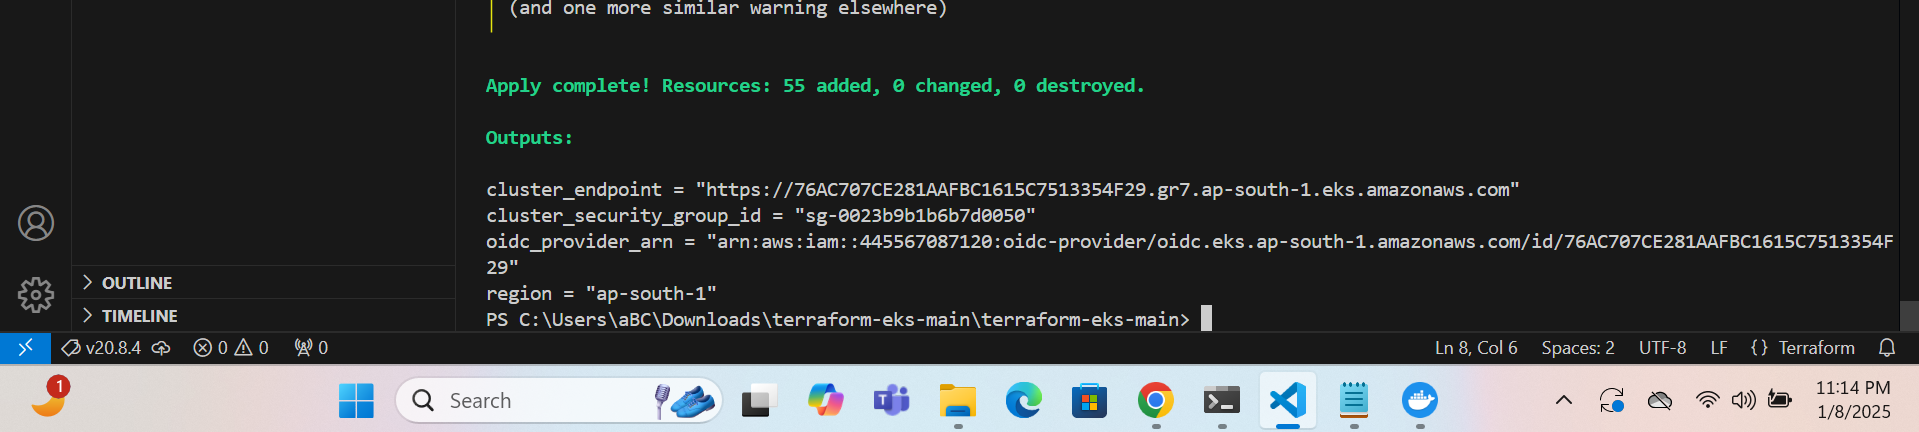 (and one more similar warning elsewhere)
Apply complete! Resources: 55 added, 0 changed, 0 destroyed.
Outputs:
cluster_endpoint = "https://76AC707CE281AAFBC1615C7513354F29.gr7.ap-south-1.eks.amazonaws.com"
cluster_security_group_id = "sg-0023b9b1b6b7d0050"
oidc_provider_arn = "arn:aws:iam::445567087120:oidc-provider/oidc.eks.ap-south-1.amazonaws.com/id/76AC707CE281AAFBC1615C7513354F
29"
region = "ap-south-1"
PS C:\Users\aBC\Downloads\terraform-eks-main\terraform-eks-main>
OUTLINE
TIMELINE
v20.8.4 0 0 0 Ln 8, Col 6 Spaces: 2 UTF-8 LF {} Terraform
1
Search
T
11:14 PM
1/8/2025